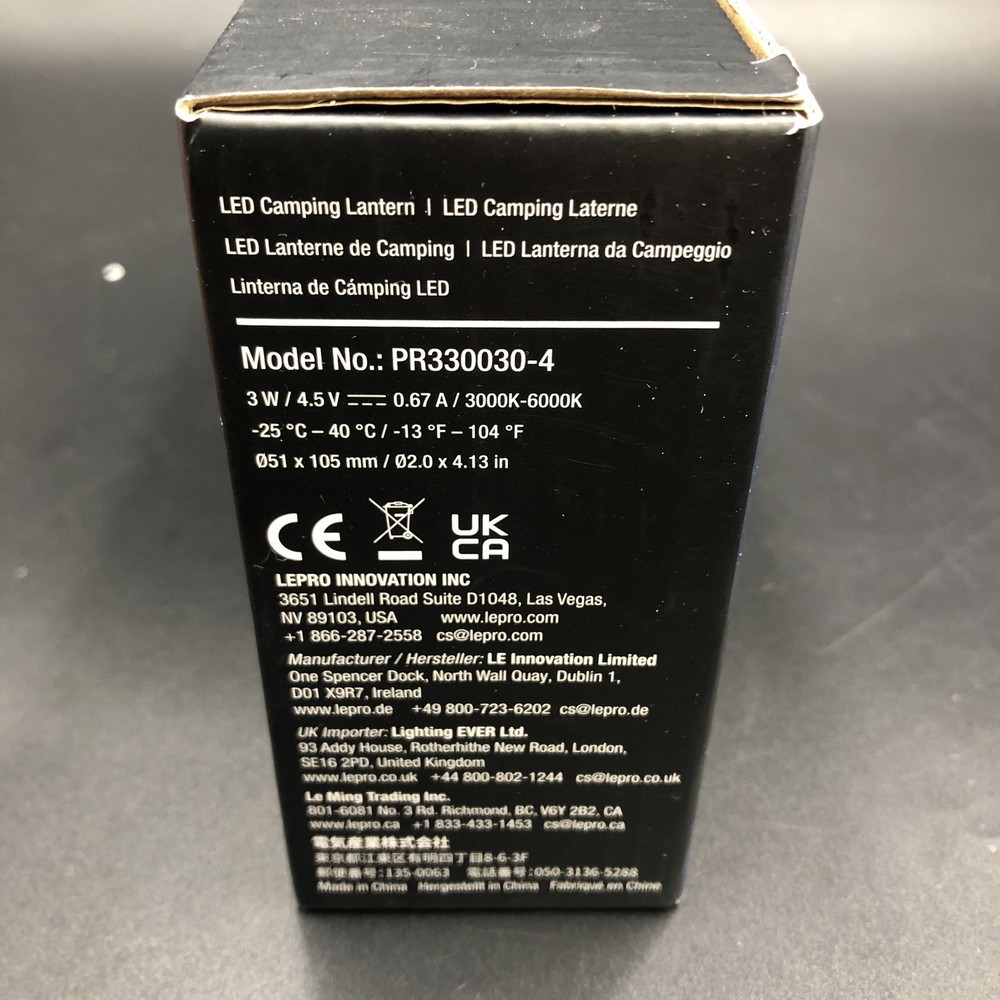 LED Camping Lantern | LED Camping Laterne
LED Lanterne de Camping | LED Lanterna da Campeggio
Linterna de Cámping LED
Model No.: PR330030-4
3 W / 4.5 V ⎓ 0.67 A / 3000K-6000K
-25 °C – 40 °C / -13 °F – 104 °F
Ø51 x 105 mm / Ø2.0 x 4.13 in
CE UK
CA
LEPRO INNOVATION INC
3651 Lindell Road Suite D1048, Las Vegas,
NV 89103, USA www.lepro.com
+1 866-287-2558 cs@lepro.com
Manufacturer / Hersteller: LE Innovation Limited
One Spencer Dock, North Wall Quay, Dublin 1,
D01 X9R7, Ireland
www.lepro.de +49 800-723-6202 cs@lepro.de
UK Importer: Lighting EVER Ltd.
93 Addy House, Rotherhithe New Road, London,
SE16 2PD, United Kingdom
www.lepro.co.uk +44 800-802-1244 cs@lepro.co.uk
Le Ming Trading Inc.
801-6081 No. 3 Rd. Richmond, BC, V6Y 2B2, CA
www.lepro.ca +1 833-433-1453 cs@lepro.ca
電気産業株式会社
東京都江東区有明四丁目8-6-3F
郵便番号:135-0063 電話番号:050-3136-5288
Made in China Hergestellt in China Fabriqué en Chine